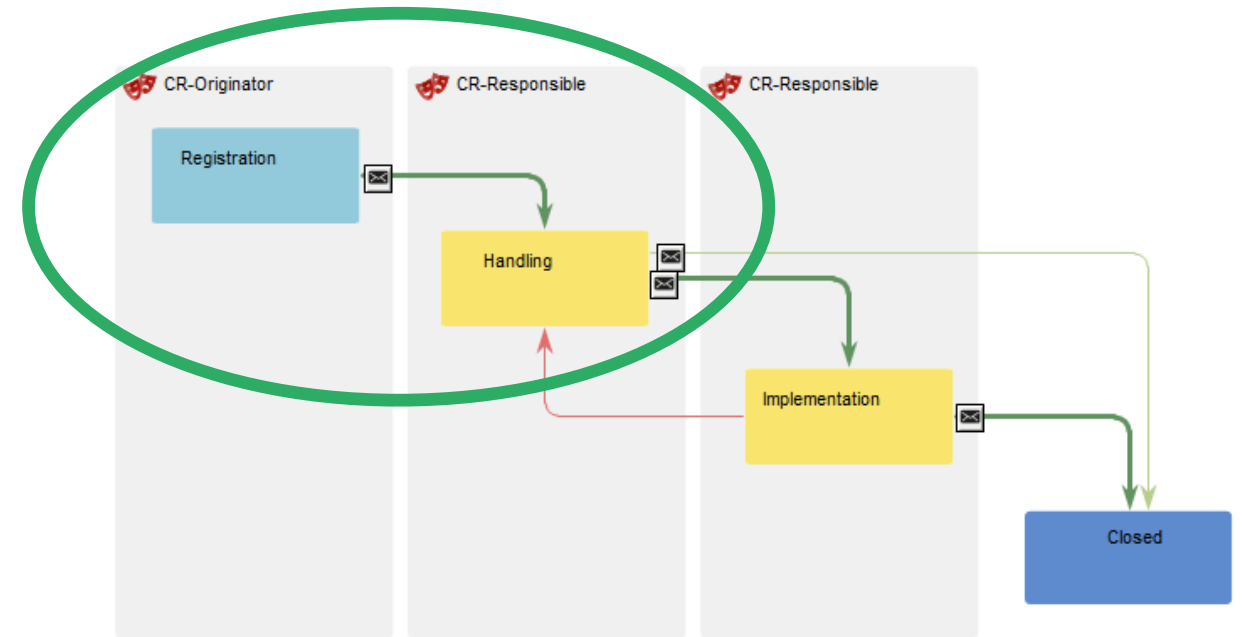 CR-Originator
CR-Responsible
CR-Responsible
Registration
Handling
Implementation
Closed